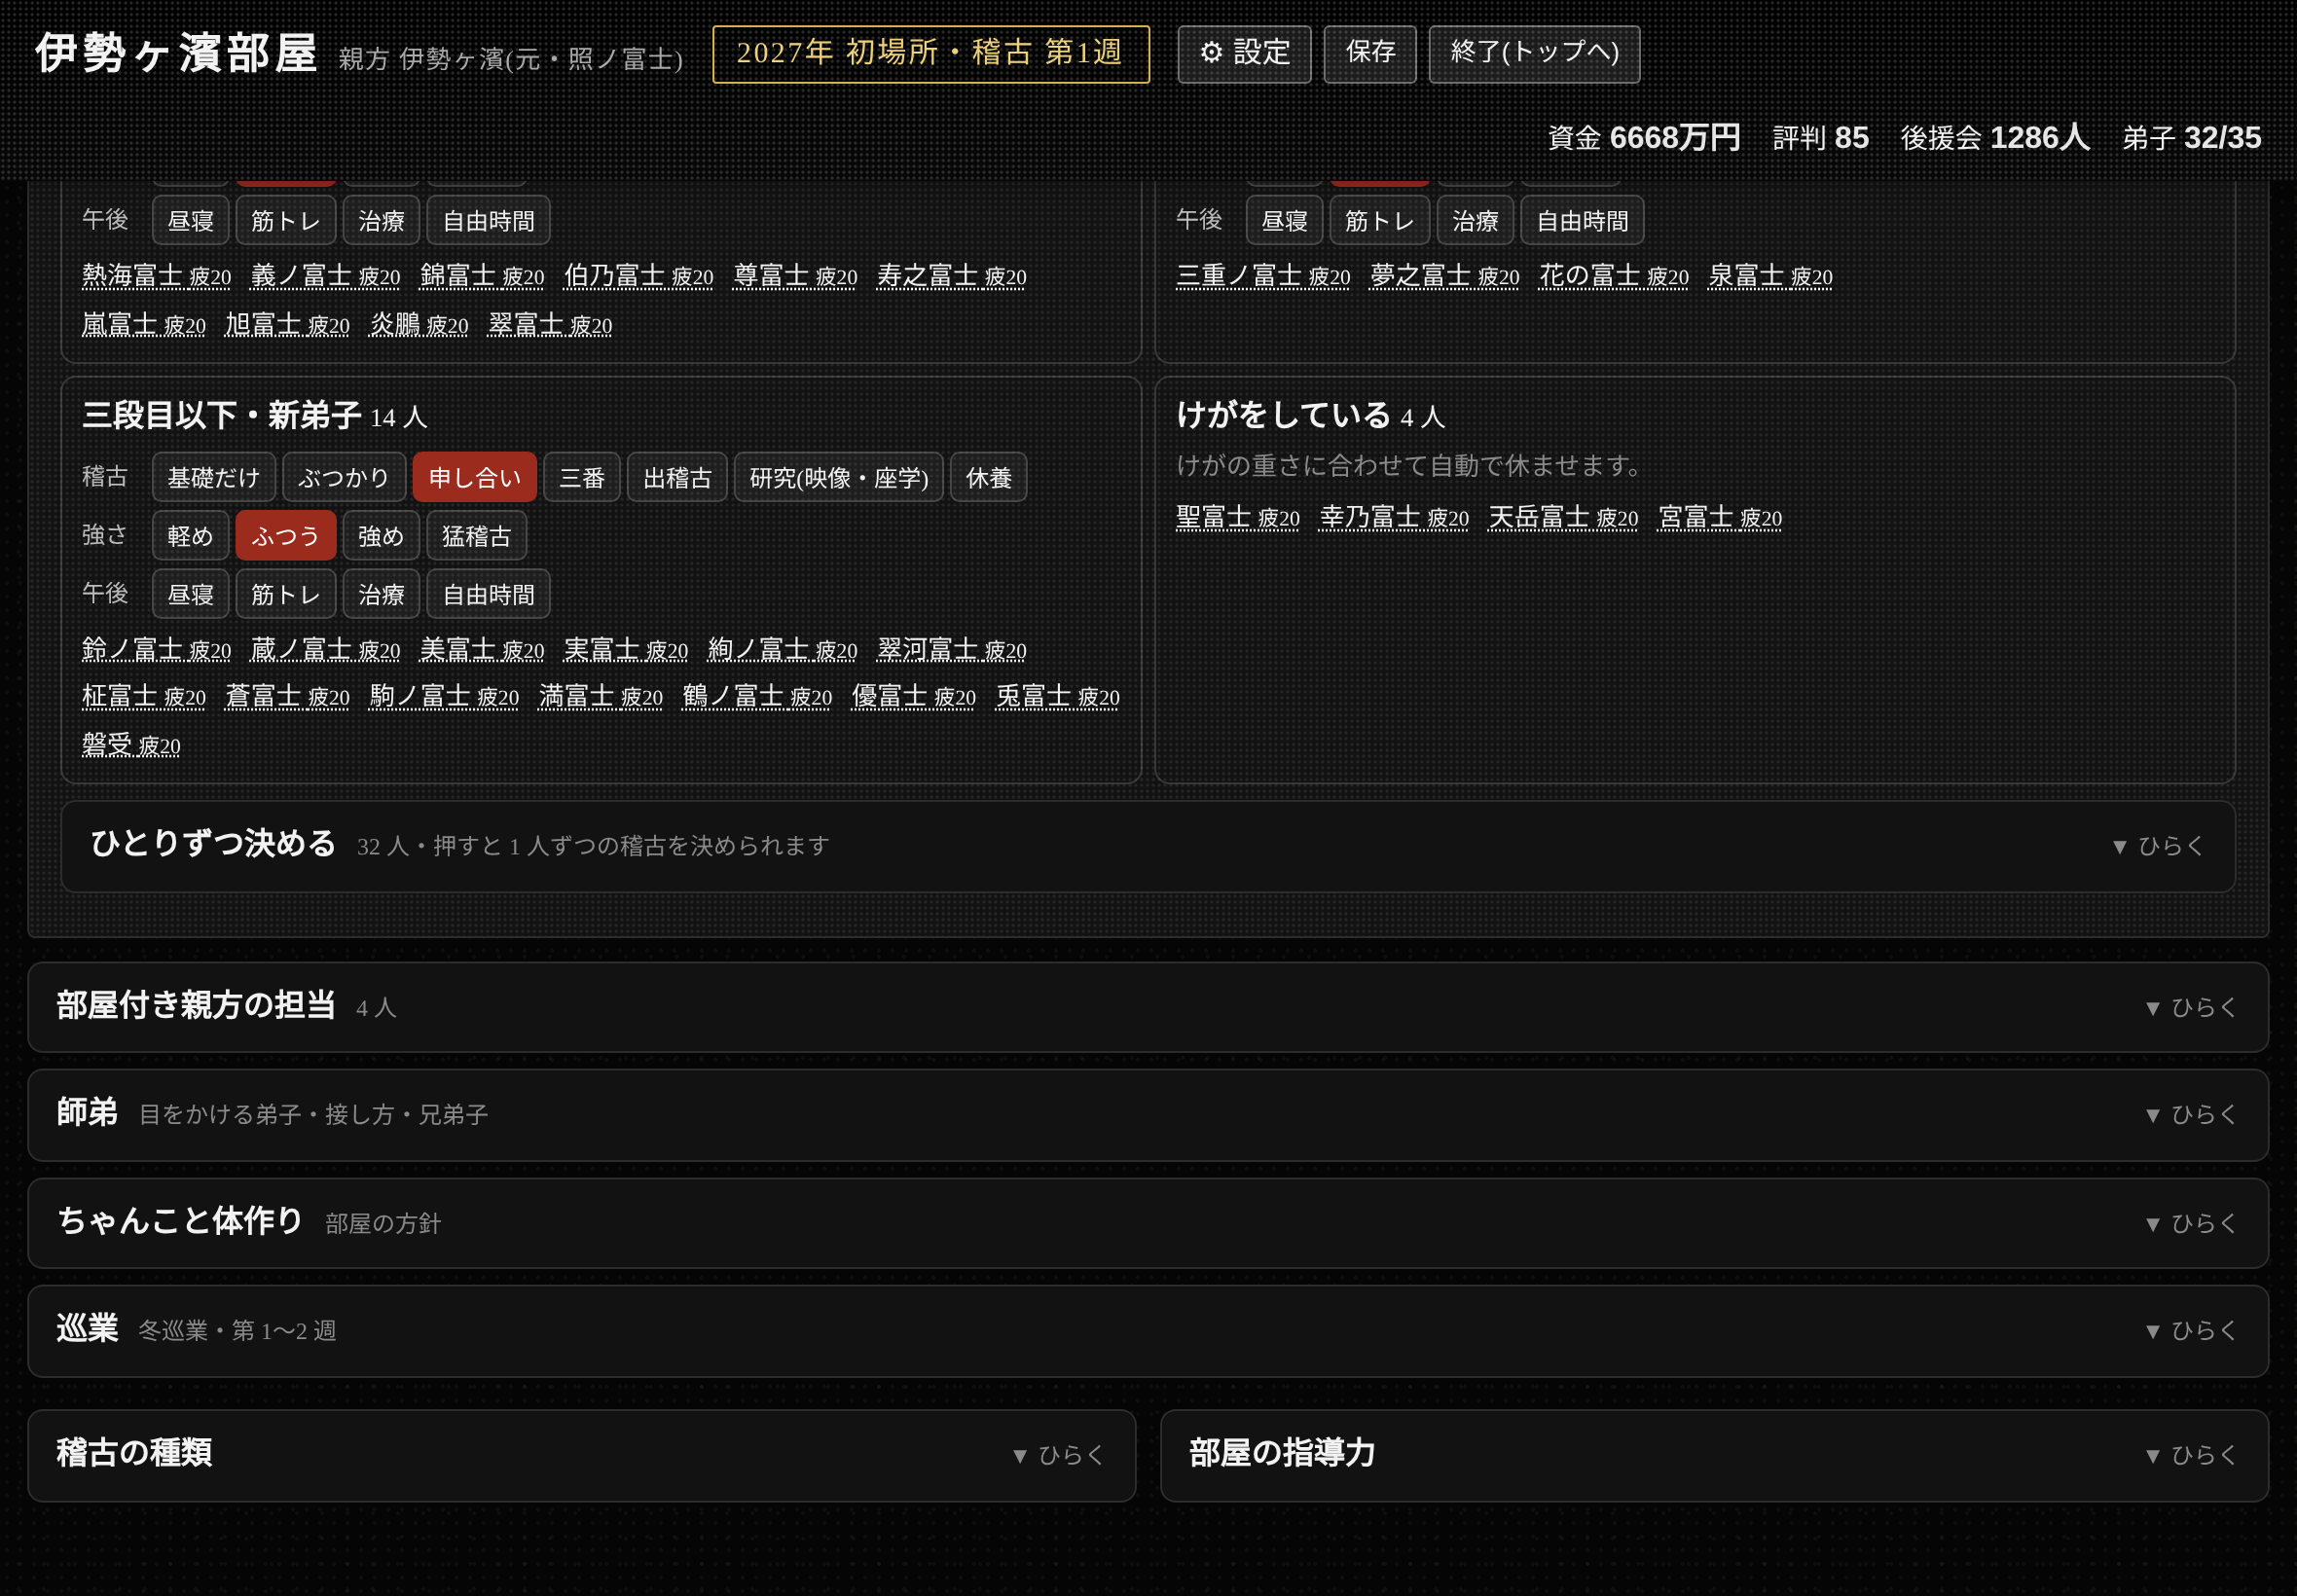 伊勢ヶ濱部屋 親方 伊勢ヶ濱(元・照ノ富士) 2027年 初場所・稽古 第1週 ⚙ 設定 保存 終了(トップへ)
資金 6668万円 評判 85 後援会 1286人 弟子 32/35
午後 昼寝 筋トレ 治療 自由時間
熱海富士 疲20 義ノ富士 疲20 錦富士 疲20 伯乃富士 疲20 尊富士 疲20 寿之富士 疲20
嵐富士 疲20 旭富士 疲20 炎鵬 疲20 翠富士 疲20
午後 昼寝 筋トレ 治療 自由時間
三重ノ富士 疲20 夢之富士 疲20 花の富士 疲20 泉富士 疲20
三段目以下・新弟子 14 人
稽古 基礎だけ ぶつかり 申し合い 三番 出稽古 研究(映像・座学) 休養
強さ 軽め ふつう 強め 猛稽古
午後 昼寝 筋トレ 治療 自由時間
鈴ノ富士 疲20 蔵ノ富士 疲20 美富士 疲20 実富士 疲20 絢ノ富士 疲20 翠河富士 疲20
柾富士 疲20 蒼富士 疲20 駒ノ富士 疲20 満富士 疲20 鶴ノ富士 疲20 優富士 疲20 兎富士 疲20
磐受 疲20
けがをしている 4 人
けがの重さに合わせて自動で休ませます。
聖富士 疲20 幸乃富士 疲20 天岳富士 疲20 宮富士 疲20
ひとりずつ決める 32 人・押すと 1 人ずつの稽古を決められます ▼ ひらく
部屋付き親方の担当 4 人 ▼ ひらく
師弟 目をかける弟子・接し方・兄弟子 ▼ ひらく
ちゃんこと体作り 部屋の方針 ▼ ひらく
巡業 冬巡業・第 1〜2 週 ▼ ひらく
稽古の種類 ▼ ひらく
部屋の指導力 ▼ ひらく